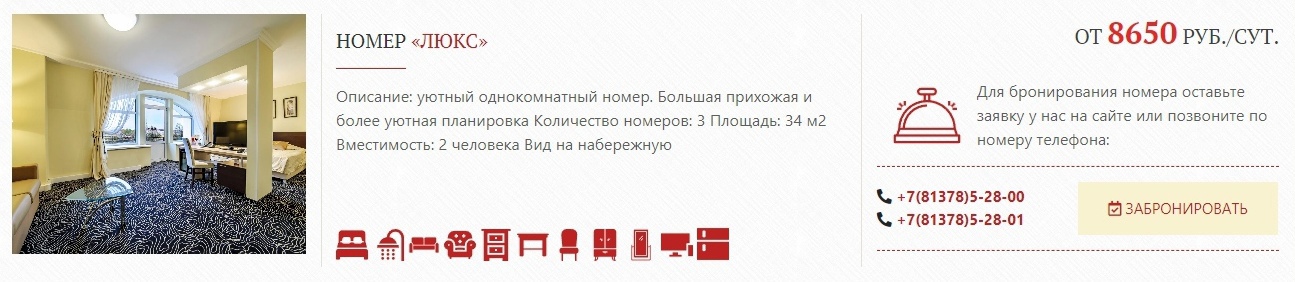 НОМЕР «ЛЮКС»
Описание: уютный однокомнатный номер. Большая прихожая и
более уютная планировка Количество номеров: 3 Площадь: 34 м2
Вместимость: 2 человека Вид на набережную
ОТ 8650 РУБ./СУТ.
Для бронирования номера оставьте
заявку у нас на сайте или позвоните по
номеру телефона:
+7(81378)5-28-00
+7(81378)5-28-01
ЗАБРОНИРОВАТЬ